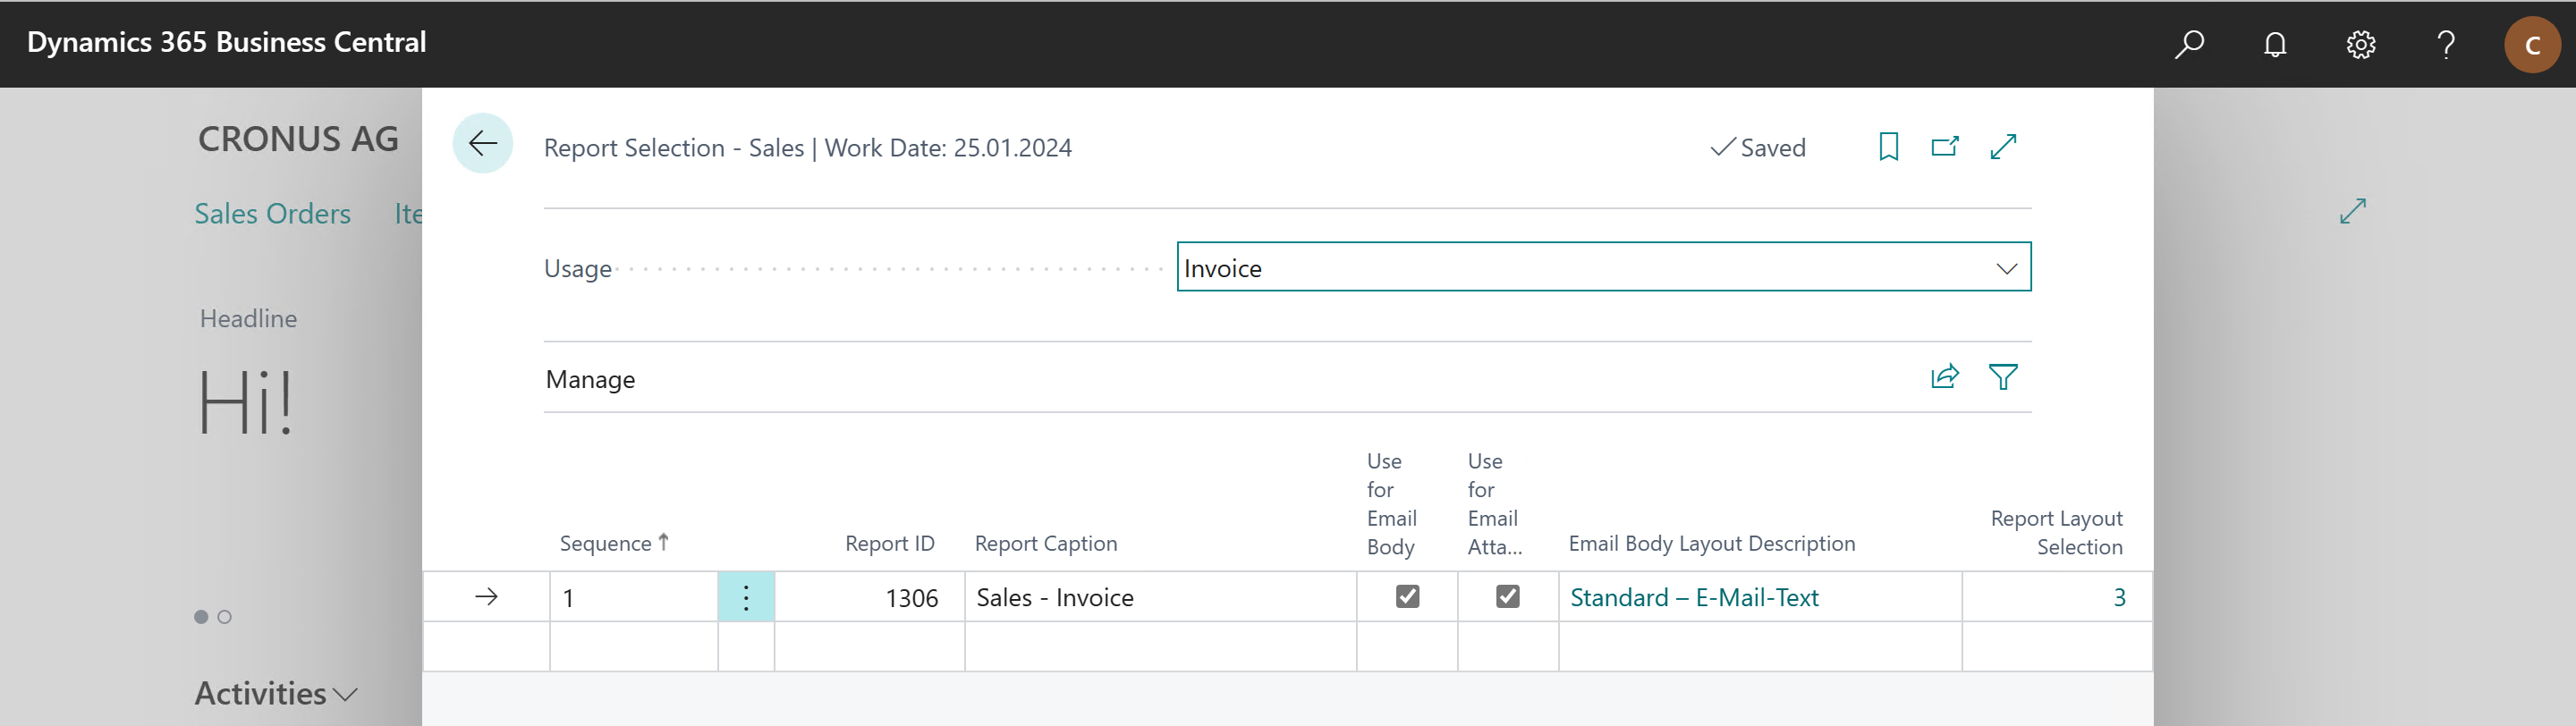 Dynamics 365 Business Central
C
CRONUS AG
Sales Orders Ite
Headline
Hi!
Activities
Report Selection - Sales | Work Date: 25.01.2024
Saved
Usage
Invoice
Manage
Sequence ↑
Report ID
Report Caption
Use
for
Email
Body
Use
for
Email
Atta...
Email Body Layout Description
Report Layout
Selection
1
1306
Sales - Invoice
Standard – E-Mail-Text
3